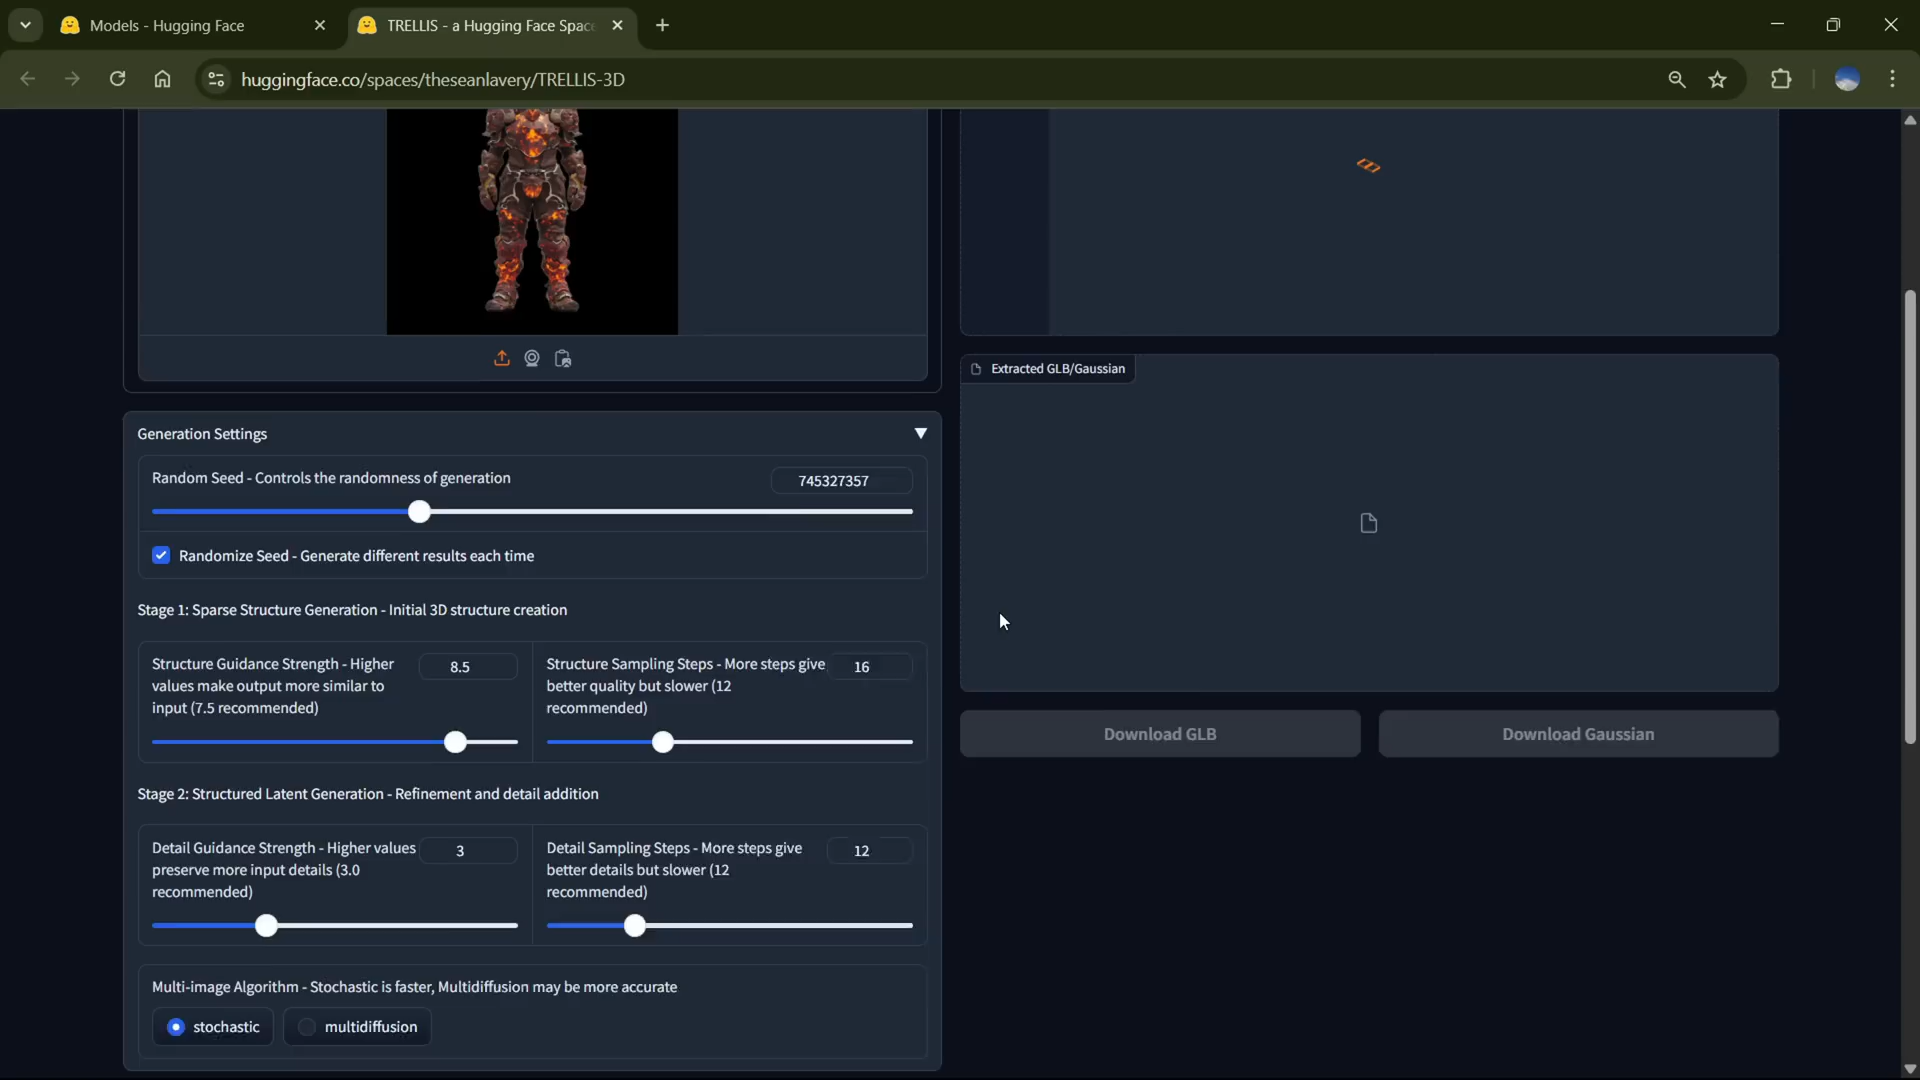 Models - Hugging Face
TRELLIS - a Hugging Face Space
huggingface.co/spaces/theseanlavery/TRELLIS-3D
Extracted GLB/Gaussian
Generation Settings
Random Seed - Controls the randomness of generation
745327357
Randomize Seed - Generate different results each time
Stage 1: Sparse Structure Generation - Initial 3D structure creation
Structure Guidance Strength - Higher
values make output more similar to
input (7.5 recommended)
8.5
Structure Sampling Steps - More steps give
better quality but slower (12
recommended)
16
Download GLB
Download Gaussian
Stage 2: Structured Latent Generation - Refinement and detail addition
Detail Guidance Strength - Higher values
preserve more input details (3.0
recommended)
3
Detail Sampling Steps - More steps give
better details but slower (12
recommended)
12
Multi-image Algorithm - Stochastic is faster, Multidiffusion may be more accurate
stochastic
multidiffusion